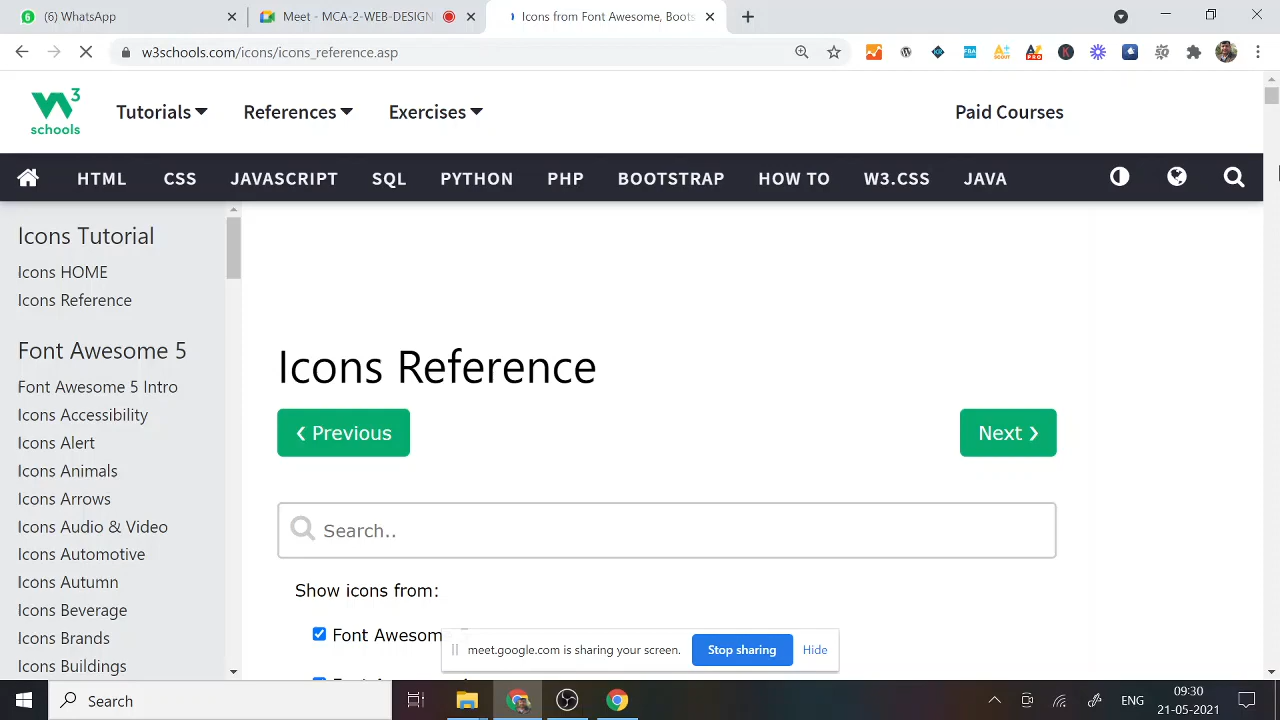 (6) WhatsApp
Meet - MCA-2-WEB-DESIGN
Icons from Font Awesome, Boots
w3schools.com/icons/icons_reference.asp
3
schools
Tutorials
References
Exercises
Paid Courses
HTML CSS JAVASCRIPT SQL PYTHON PHP BOOTSTRAP HOW TO W3.CSS JAVA
Icons Tutorial
Icons HOME
Icons Reference
Font Awesome 5
Font Awesome 5 Intro
Icons Accessibility
Icons Alert
Icons Animals
Icons Arrows
Icons Audio & Video
Icons Automotive
Icons Autumn
Icons Beverage
Icons Brands
Icons Buildings
Icons Reference
❮ Previous
Next ❯
Search..
Show icons from:
Font Awesom
meet.google.com is sharing your screen.
Stop sharing
Hide
Search
ENG
09:30
21-05-2021